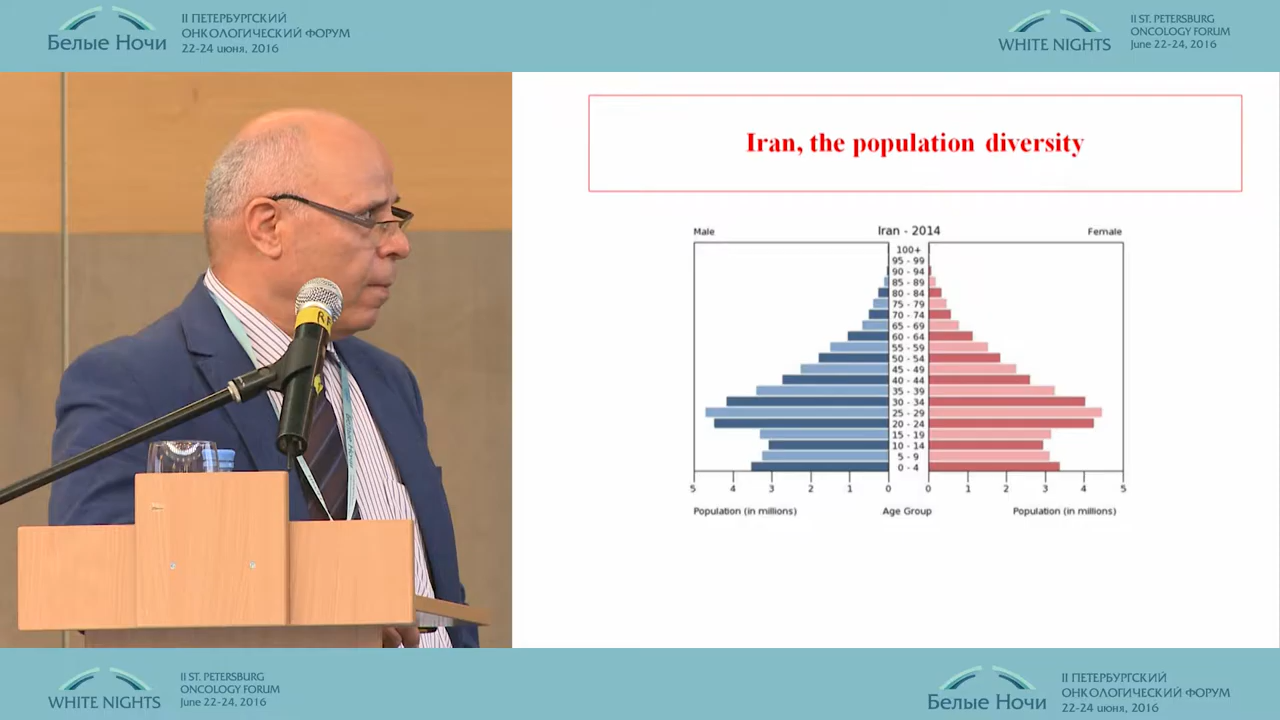 II ПЕТЕРБУРГСКИЙ
ОНКОЛОГИЧЕСКИЙ ФОРУМ
22-24 июня, 2016
Белые Ночи
WHITE NIGHTS
II ST. PETERSBURG
ONCOLOGY FORUM
June 22-24, 2016
Iran, the population diversity
Male
Iran - 2014
Female
100+
95 - 99
90 - 94
85 - 89
80 - 84
75 - 79
70 - 74
65 - 69
60 - 64
55 - 59
50 - 54
45 - 49
40 - 44
35 - 39
30 - 34
25 - 29
20 - 24
15 - 19
10 - 14
5 - 9
0 - 4
5 4 3 2 1 0 0 1 2 3 4 5
Population (in millions)
Age Group
Population (in millions)
WHITE NIGHTS
II ST. PETERSBURG
ONCOLOGY FORUM
June 22-24, 2016
Белые Ночи
II ПЕТЕРБУРГСКИЙ
ОНКОЛОГИЧЕСКИЙ ФОРУМ
22-24 июня, 2016